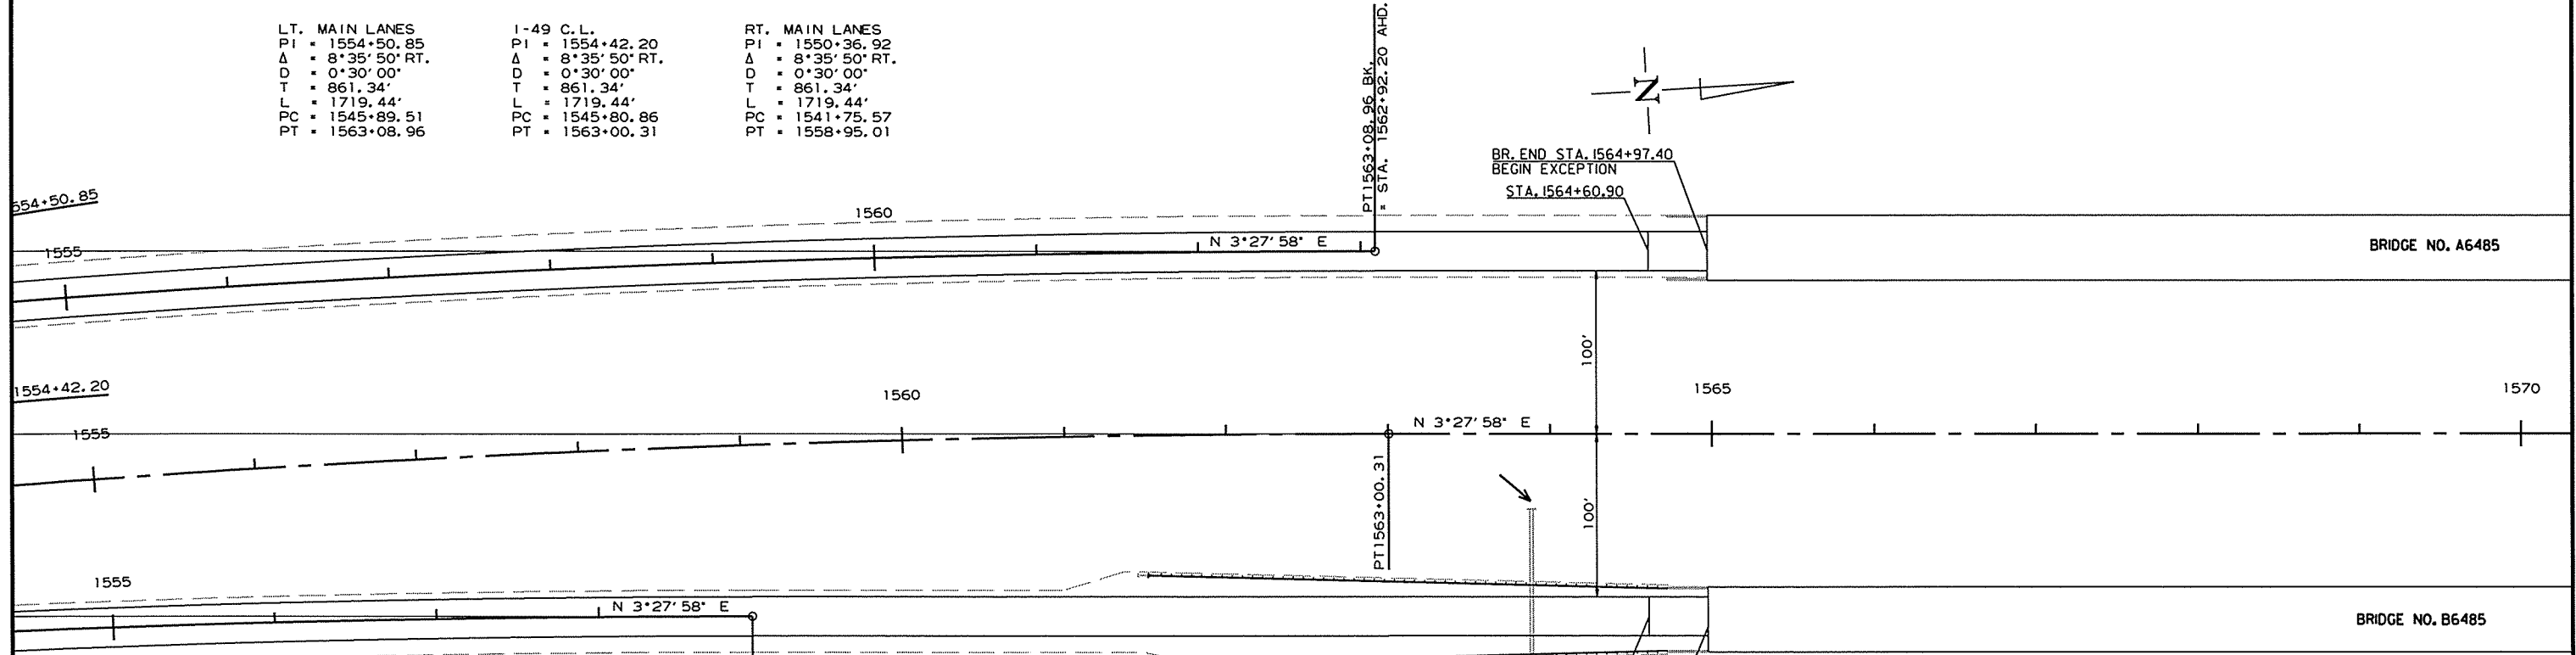 LT. MAIN LANES
PI = 1554+50.85
Δ = 8°35'50" RT.
D = 0°30'00"
T = 861.34'
L = 1719.44'
PC = 1545+89.51
PT = 1563+08.96
I-49 C.L.
PI = 1554+42.20
Δ = 8°35'50" RT.
D = 0°30'00"
T = 861.34'
L = 1719.44'
PC = 1545+80.86
PT = 1563+00.31
RT. MAIN LANES
PI = 1550+36.92
Δ = 8°35'50" RT.
D = 0°30'00"
T = 861.34'
L = 1719.44'
PC = 1541+75.57
PT = 1558+95.01
PT1563+08.96 BK.
= STA. 1562+92.20 AHD.
N
BR. END STA. 1564+97.40
BEGIN EXCEPTION
STA. 1564+60.90
554+50.85
1555
1560
N 3°27'58" E
BRIDGE NO. A6485
100'
1554+42.20
1555
1560
N 3°27'58" E
1565
1570
PT1563+00.31
100'
1555
N 3°27'58" E
BRIDGE NO. B6485